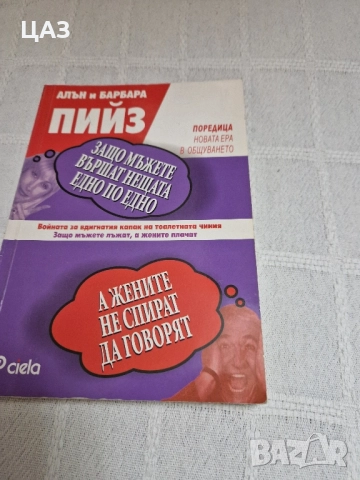 ЦАЗ
АЛЪН и БАРБАРА
ПИЙЗ
ПОРЕДИЦА
НОВАТА ЕРА
В ОБЩУВАНЕТО
ЗАЩО МЪЖЕТЕ
ВЪРШАТ НЕЩАТА
ЕДНО ПО ЕДНО
Войната за вдигнатия капак на тоалетната чиния
Защо мъжете лъжат, а жените плачат
А ЖЕНИТЕ
НЕ СПИРАТ
ДА ГОВОРЯТ
ciela
BAZAR